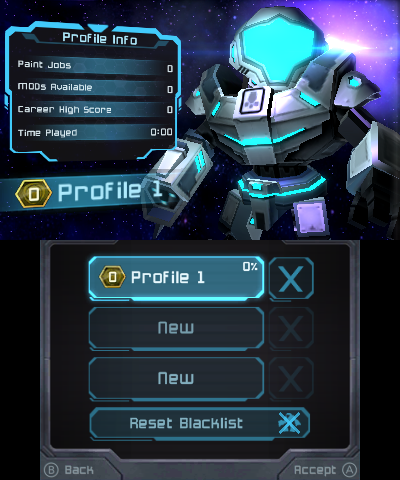 Profile Info
Paint Jobs 0
MODs Available 0
Career High Score 0
Time Played 0:00
0 Profile 1
0%
0 Profile 1 X
New X
New X
Reset Blacklist
B Back Accept A